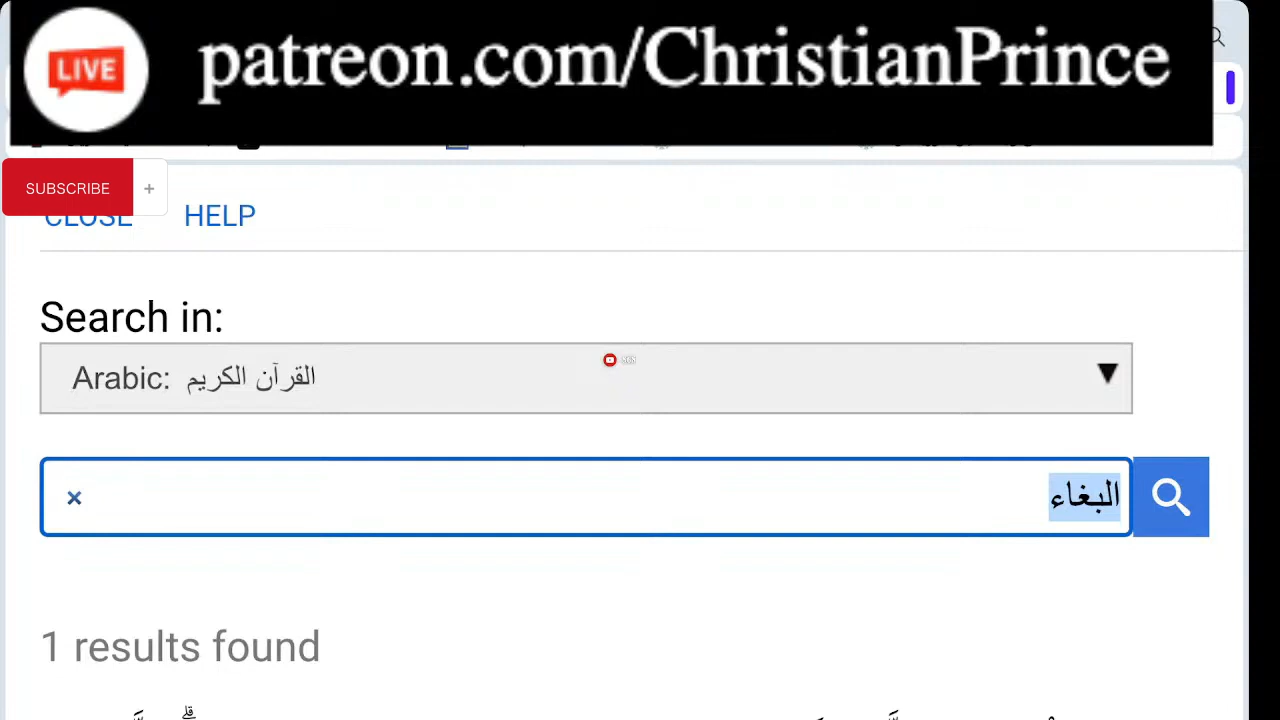 LIVE
patreon.com/ChristianPrince
SUBSCRIBE +
CLOSE HELP
Search in:
Arabic: القرآن الكريم
البغاء
1 results found